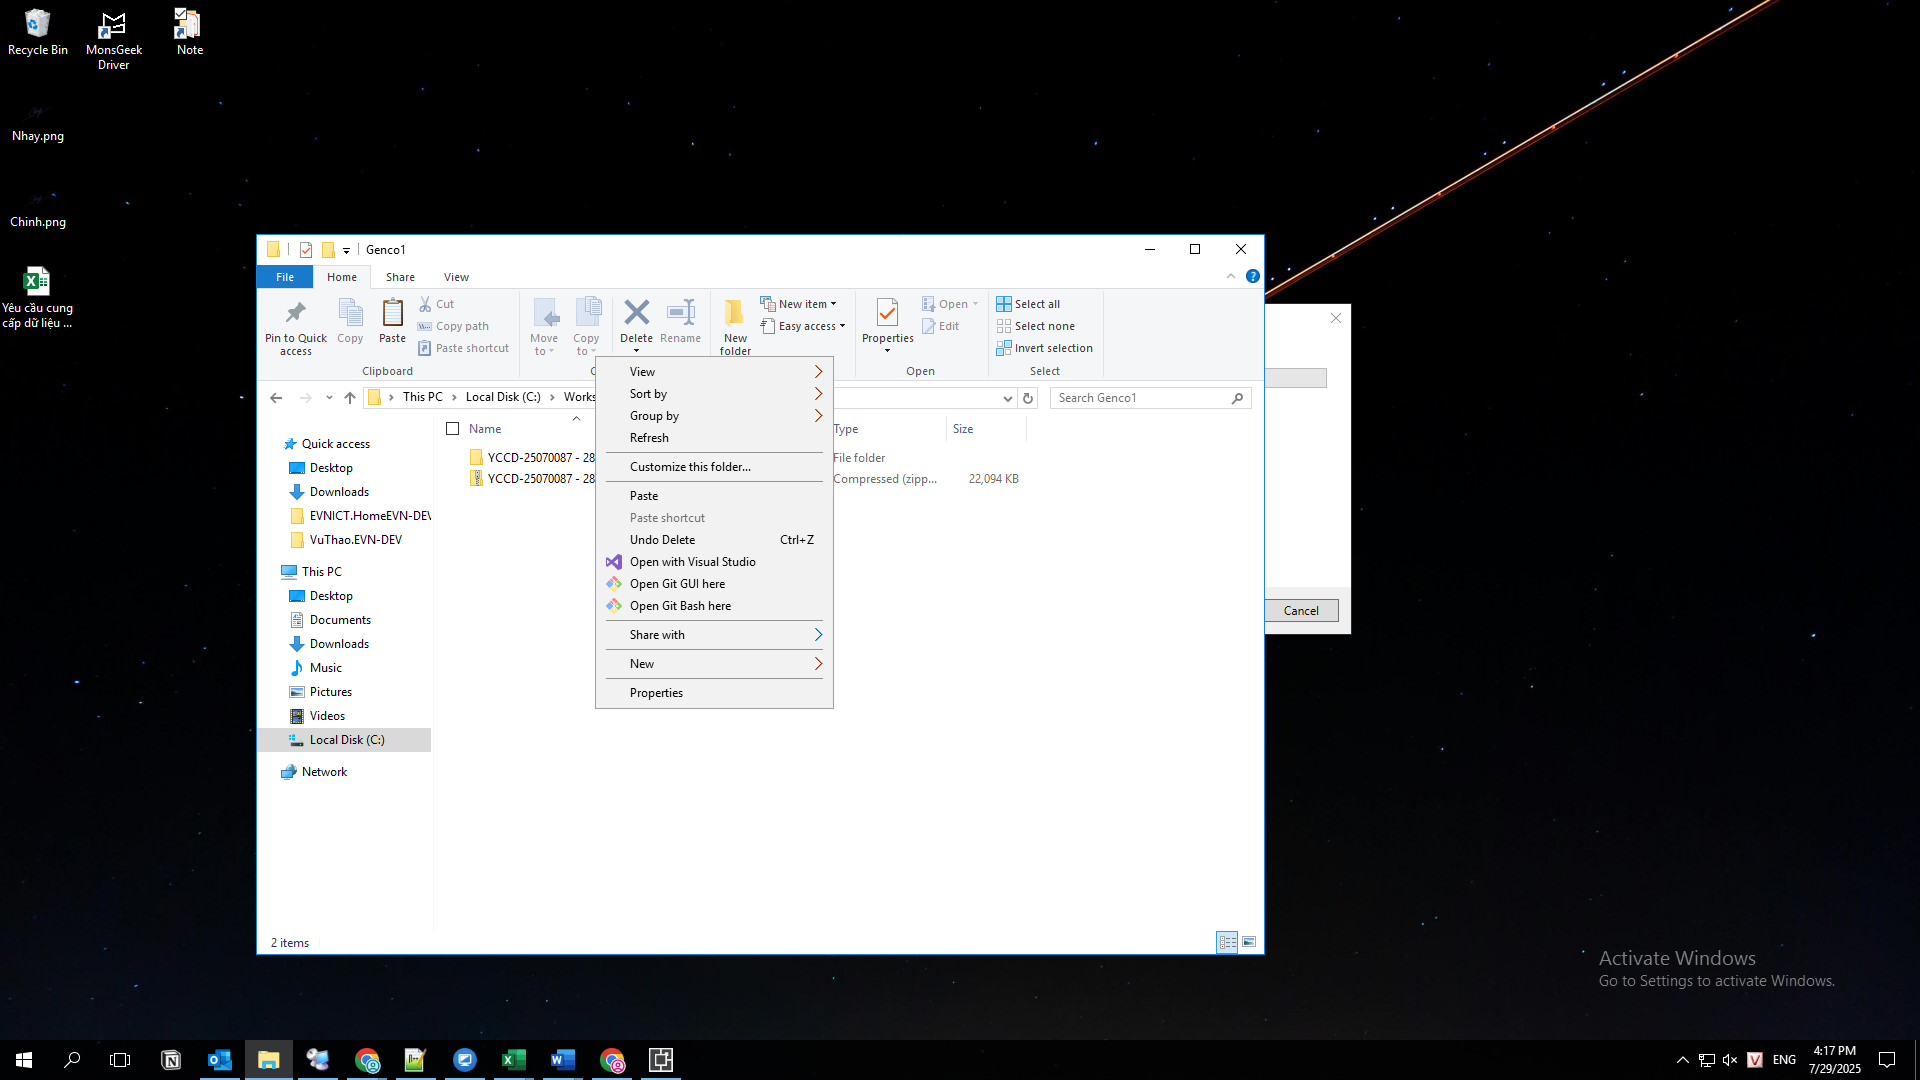 Recycle Bin
MonsGeek
Driver
Note
Nhay.png
Chinh.png
Yêu cầu cung
cấp dữ liệu ...
Genco1
File
Home
Share
View
Pin to Quick
access
Copy
Paste
Cut
Copy path
Paste shortcut
Clipboard
Move
to
Copy
to
Delete
Rename
New
folder
New item
Easy access
Properties
Open
Edit
Open
Select all
Select none
Invert selection
Select
This PC
Local Disk (C:)
Works
Search Genco1
Name
Type
Size
YCCD-25070087 - 28
File folder
YCCD-25070087 - 28
Compressed (zipp...
22,094 KB
Quick access
Desktop
Downloads
EVNICT.HomeEVN-DEV
VuThao.EVN-DEV
This PC
Desktop
Documents
Downloads
Music
Pictures
Videos
Local Disk (C:)
Network
2 items
View
Sort by
Group by
Refresh
Customize this folder...
Paste
Paste shortcut
Undo Delete Ctrl+Z
Open with Visual Studio
Open Git GUI here
Open Git Bash here
Share with
New
Properties
Cancel
Activate Windows
Go to Settings to activate Windows.
ENG
4:17 PM
7/29/2025